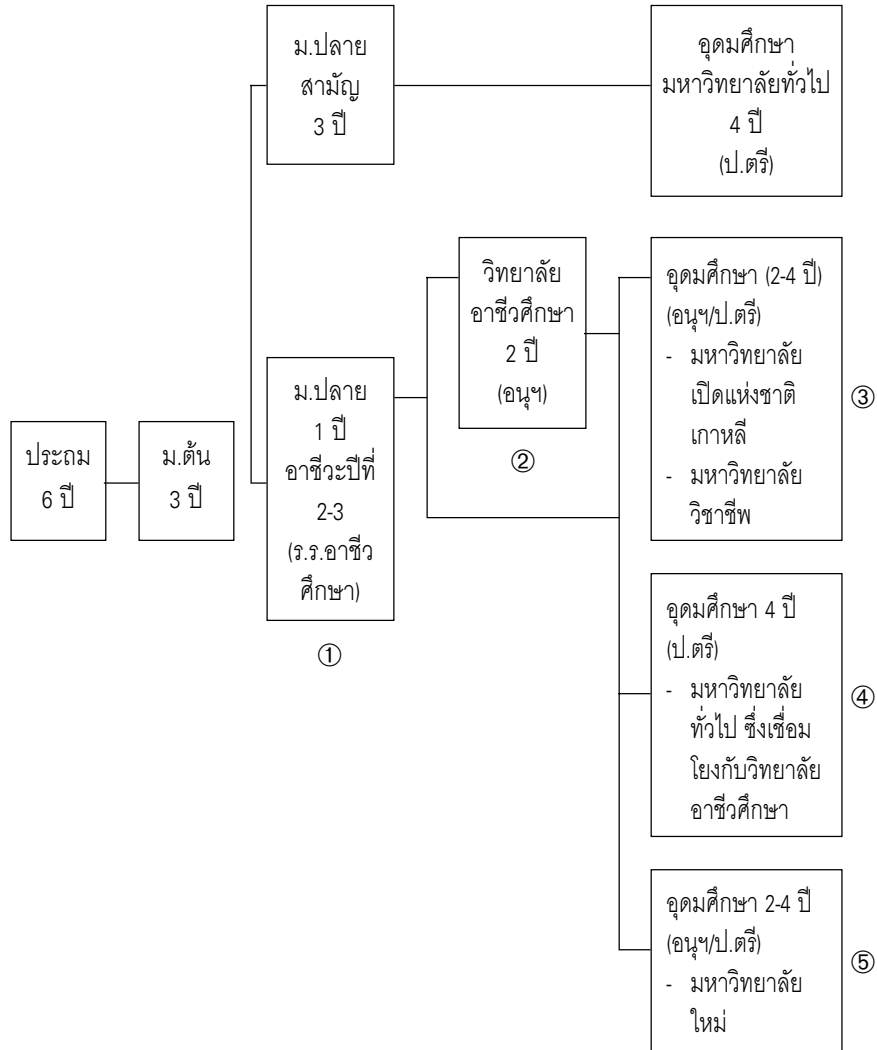 ม.ปลาย
สามัญ
3 ปี
อุดมศึกษา
มหาวิทยาลัยทั่วไป
4 ปี
(ป.ตรี)
ประถม
6 ปี
ม.ต้น
3 ปี
ม.ปลาย
1 ปี
อาชีวะปีที่
2-3
(ร.ร.อาชีว
ศึกษา)
①
วิทยาลัย
อาชีวศึกษา
2 ปี
(อนุฯ)
②
อุดมศึกษา (2-4 ปี)
(อนุฯ/ป.ตรี)
- มหาวิทยาลัย
เปิดแห่งชาติ
เกาหลี
- มหาวิทยาลัย
วิชาชีพ
③
อุดมศึกษา 4 ปี
(ป.ตรี)
- มหาวิทยาลัย
ทั่วไป ซึ่งเชื่อม
โยงกับวิทยาลัย
อาชีวศึกษา
④
อุดมศึกษา 2-4 ปี
(อนุฯ/ป.ตรี)
- มหาวิทยาลัย
ใหม่
⑤